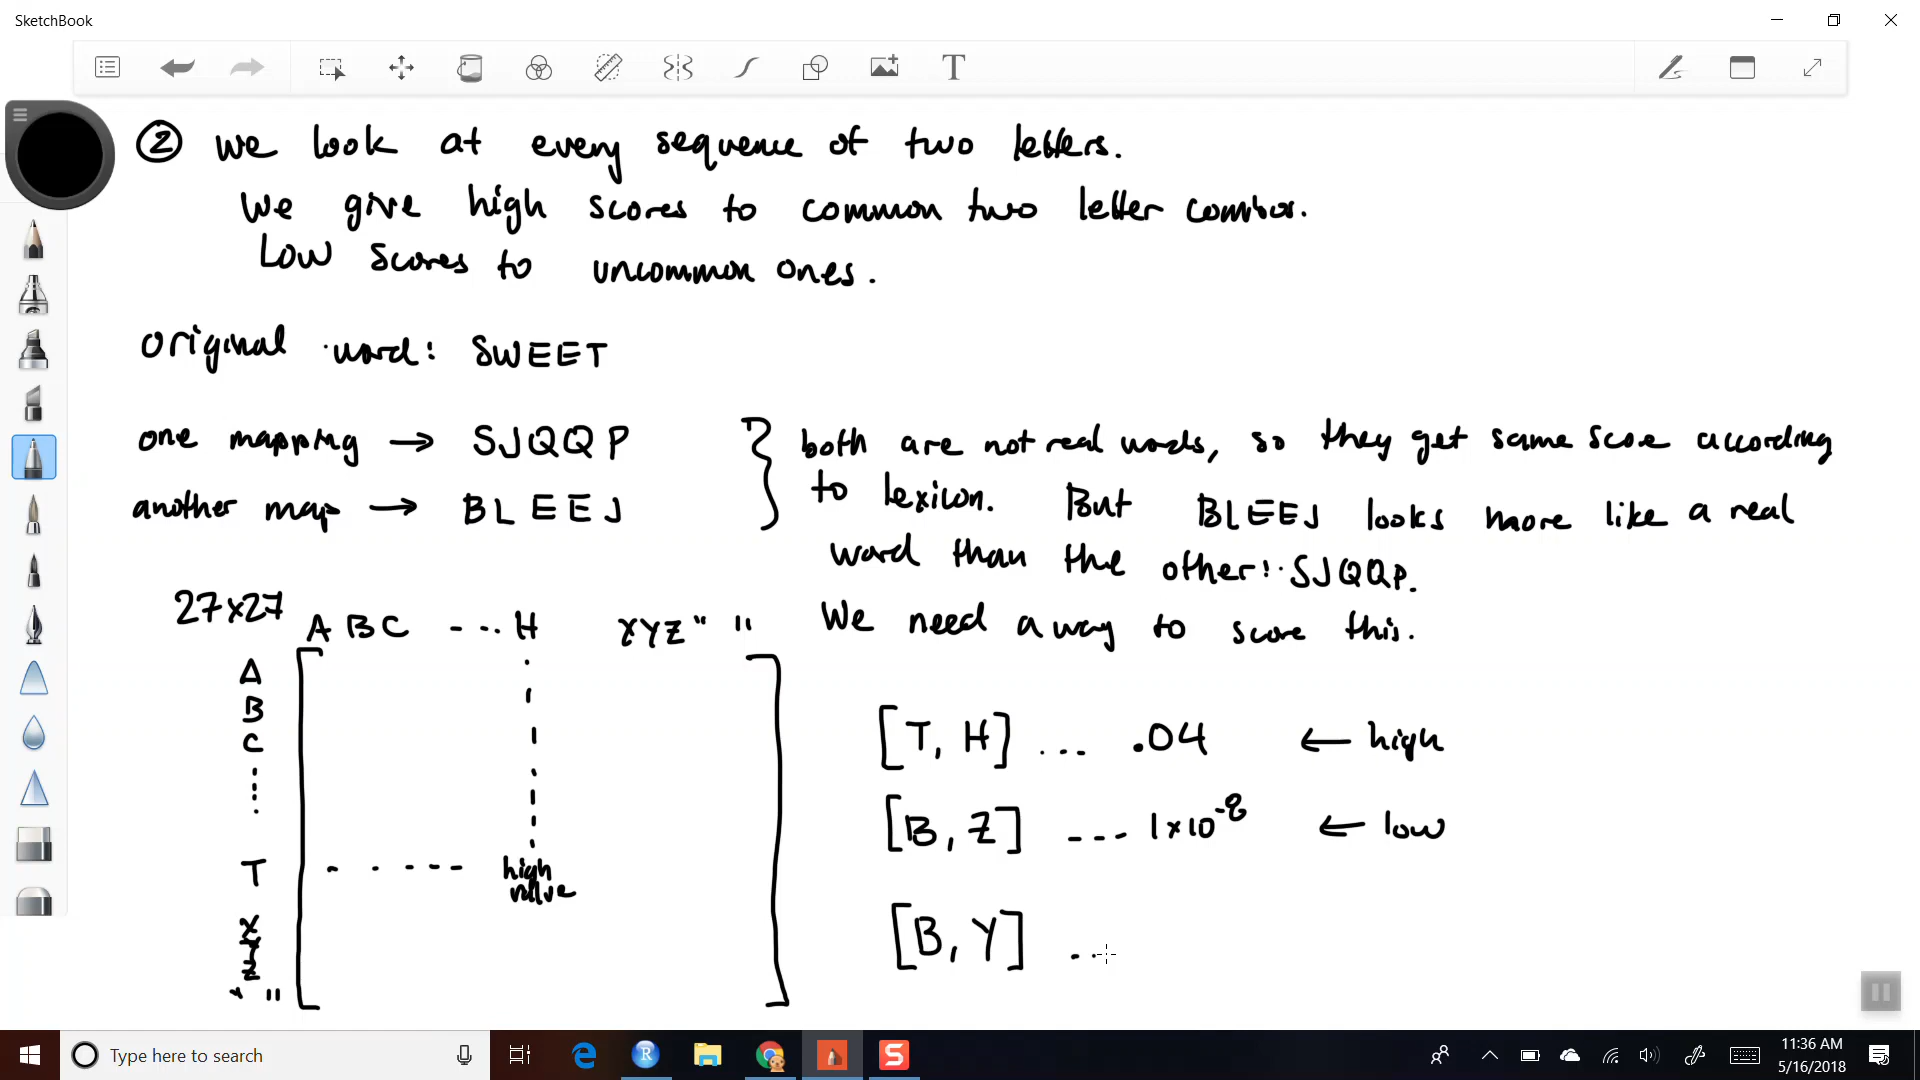 SketchBook
② We look at every sequence of two letters.
We give high scores to common two letter combos.
Low scores to uncommon ones.
original word: SWEET
one mapping → SJQQP
another map → BLEEJ
both are not real words, so they get same score according
to lexicon. But BLEEJ looks more like a real
word than the other: SJQQP.
We need a way to score this.
27x27
A B C --- H XYZ " "
A
B
C
T ----- high
value
X
Y
Z
" "
[T, H] ... .04 ← high
[B, Z] --- 1x10-8 ← low
[B, Y] ..
Type here to search
11:36 AM
5/16/2018